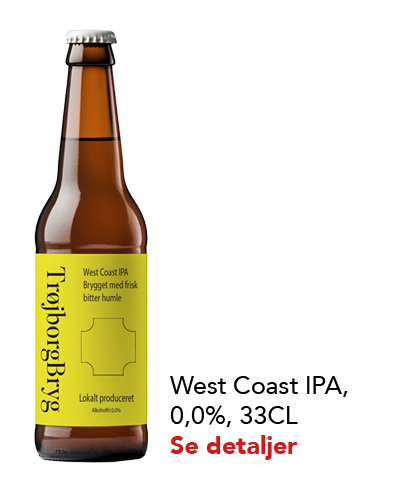 TrøjborgBryg
West Coast IPA
Brygget med frisk
bitter humle
Lokalt produceret
Alkoholfri 0,0%
West Coast IPA,
0,0%, 33CL
Se detaljer